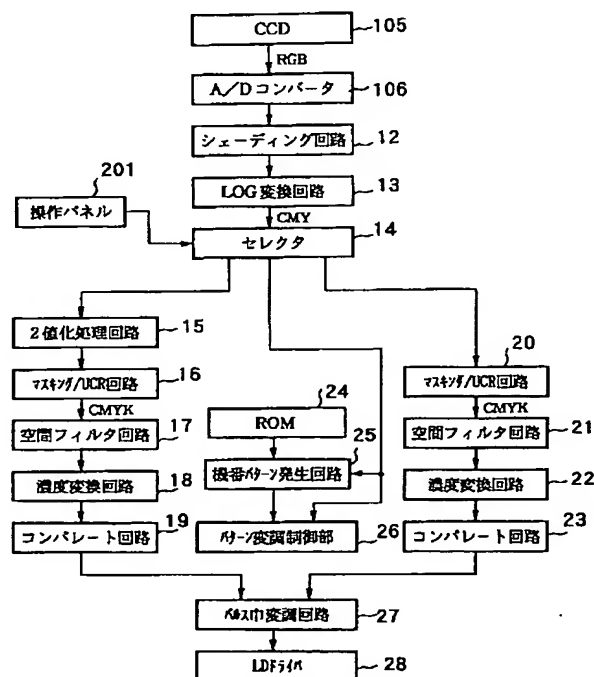 CCD
105
RGB
A/Dコンバータ
106
シェーディング回路
12
201
LOG変換回路
13
操作パネル
CMY
セレクタ
14
2値化処理回路
15
20
マスキング/UCR回路
16
マスキング/UCR回路
24
CMYK
CMYK
ROM
空間フィルタ回路
17
空間フィルタ回路
21
25
機番パターン発生回路
濃度変換回路
18
濃度変換回路
22
19
23
コンパレート回路
パターン変調制御部
26
コンパレート回路
パルス巾変調回路
27
LDドライバ
28